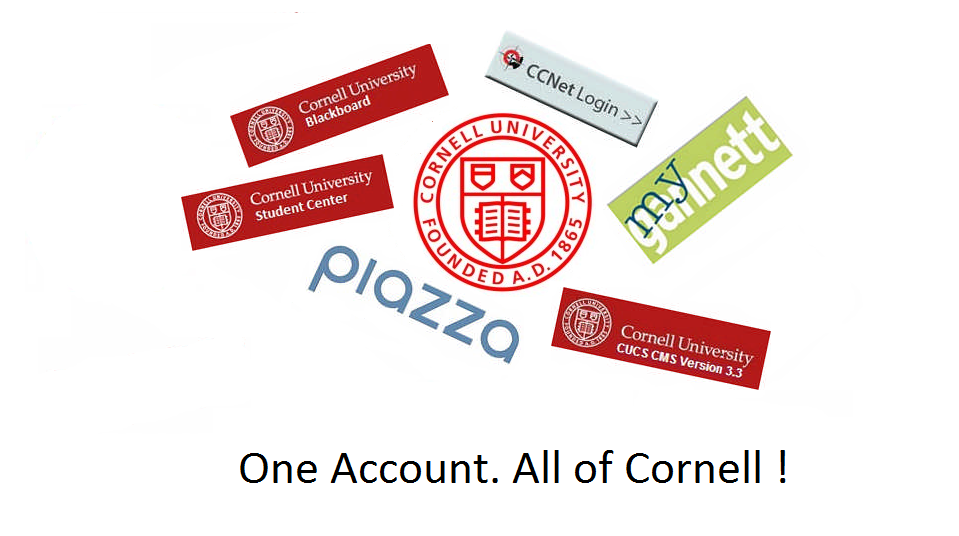 Cornell University
Blackboard
CCNet Login >>
my
gannett
Cornell University
Student Center
CORNELL UNIVERSITY
FOUNDED A.D. 1865
piazza
Cornell University
CUCS CMS Version 3.3
One Account. All of Cornell !